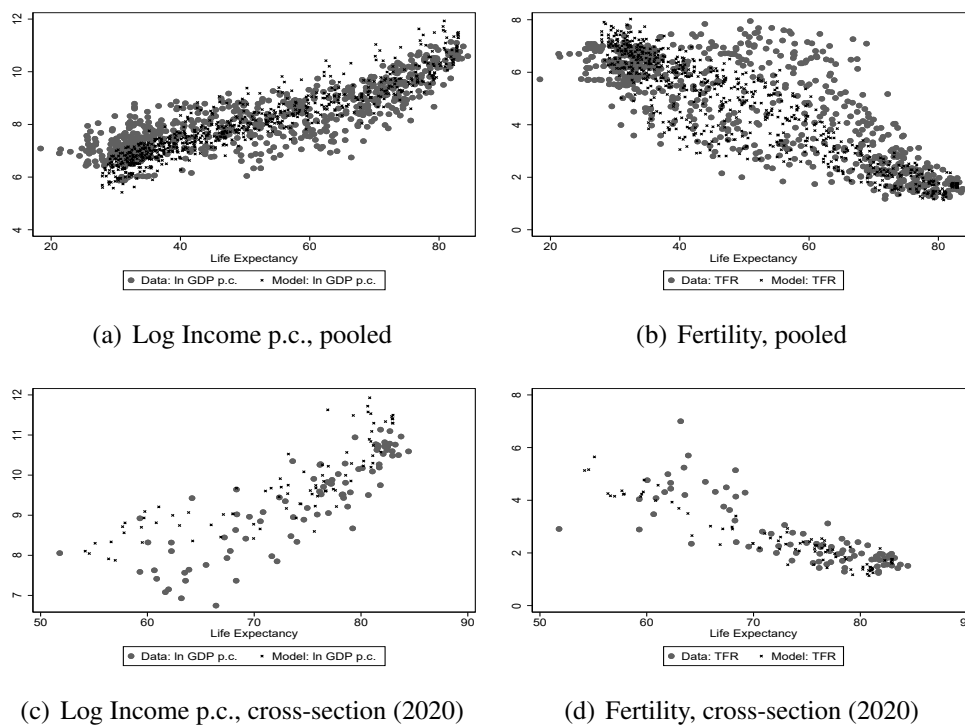 12
10
8
6
4
20 40 60 80
Life Expectancy
Data: ln GDP p.c. Model: ln GDP p.c.
(a) Log Income p.c., pooled
8
6
4
2
0
20 40 60 80
Life Expectancy
Data: TFR Model: TFR
(b) Fertility, pooled
12
11
10
9
8
7
50 60 70 80 90
Life Expectancy
Data: ln GDP p.c. Model: ln GDP p.c.
(c) Log Income p.c., cross-section (2020)
8
6
4
2
0
50 60 70 80 90
Life Expectancy
Data: TFR Model: TFR
(d) Fertility, cross-section (2020)